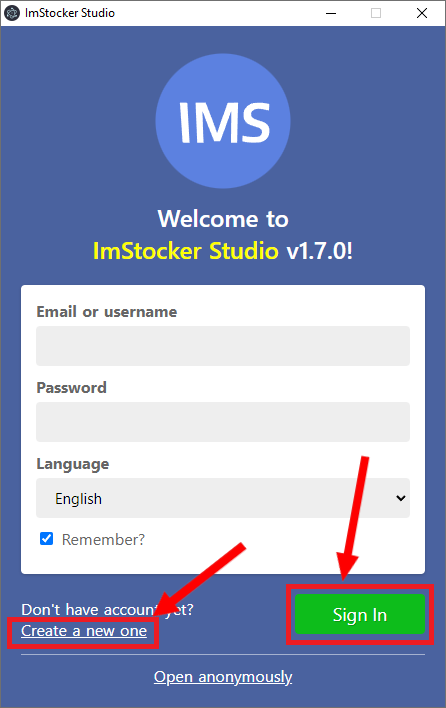 ImStocker Studio
IMS
Welcome to
ImStocker Studio v1.7.0!
Email or username
Password
Language
English
Remember?
Don't have account yet?
Create a new one
Sign In
Open anonymously